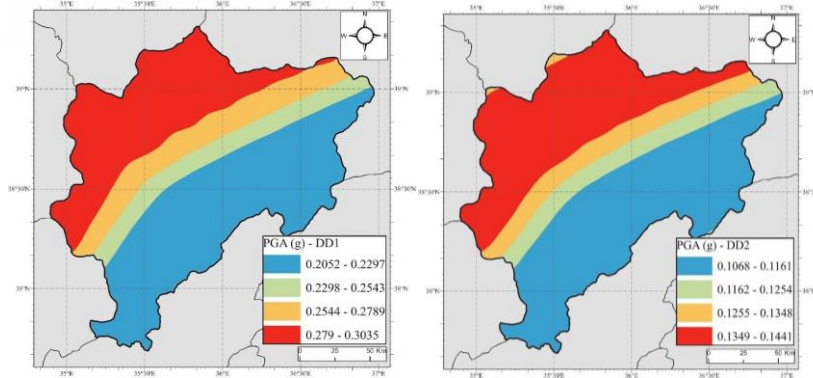 N
W E
S
39°N
38°30'N
38°N
PGA (g) - DD1
0.2052 - 0.2297
0.2298 - 0.2543
0.2544 - 0.2789
0.279 - 0.3035
0 25 50 Km
35°E 35°30'E 36°E 36°30'E 37°E
N
W E
S
39°N
38°30'N
38°N
PGA (g) - DD2
0.1068 - 0.1161
0.1162 - 0.1254
0.1255 - 0.1348
0.1349 - 0.1441
0 25 50 Km
35°E 35°30'E 36°E 36°30'E 37°E